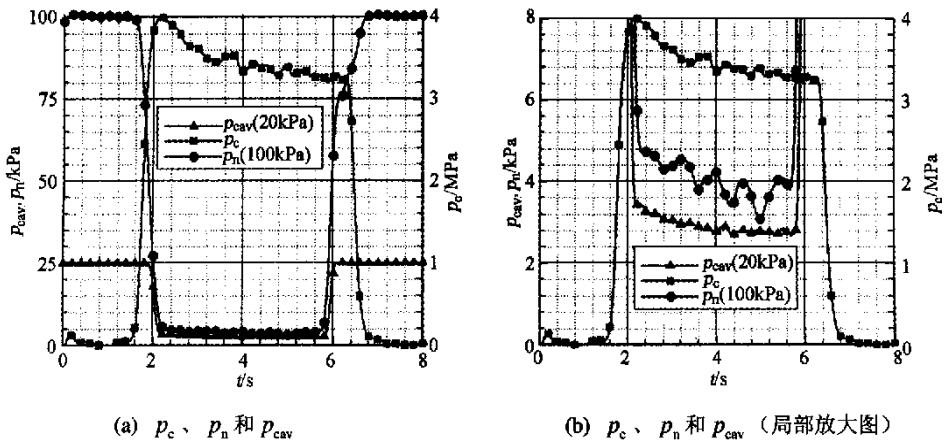 100
75
50
25
0
p_cav, p_n/kPa
4
3
2
1
0
p_c/MPa
p_cav(20kPa)
p_c
p_n(100kPa)
0 2 4 6 8
t/s
(a) p_c 、 p_n 和 p_cav
8
6
4
2
0
p_cav, p_n/kPa
4
3
2
1
0
p_c/MPa
p_cav(20kPa)
p_c
p_n(100kPa)
0 2 4 6 8
t/s
(b) p_c 、 p_n 和 p_cav （局部放大图）